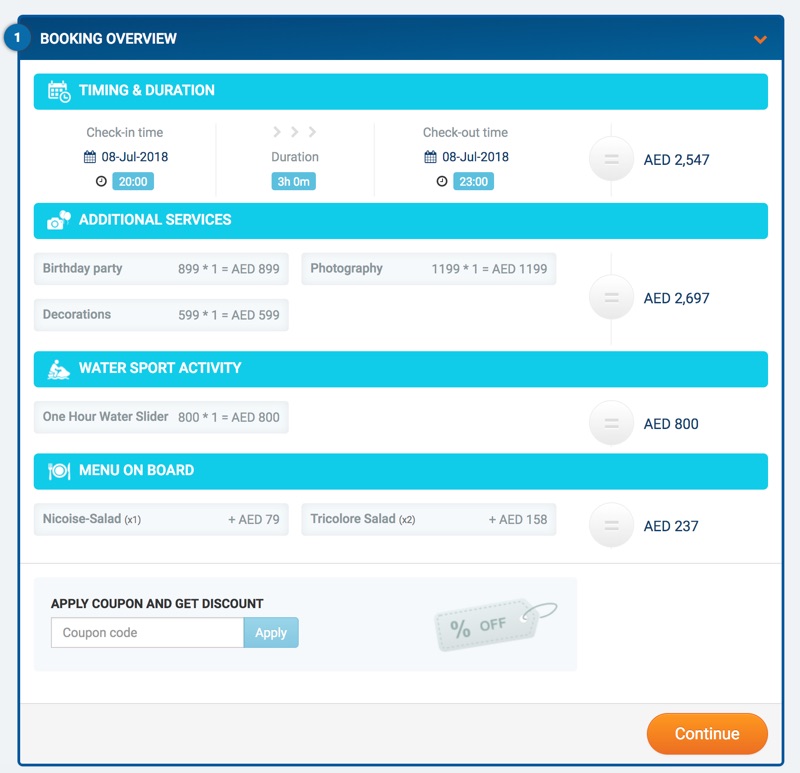 1 BOOKING OVERVIEW
TIMING & DURATION
Check-in time
08-Jul-2018
20:00
Duration
3h 0m
Check-out time
08-Jul-2018
23:00
= AED 2,547
ADDITIONAL SERVICES
Birthday party 899 * 1 = AED 899
Photography 1199 * 1 = AED 1199
Decorations 599 * 1 = AED 599
= AED 2,697
WATER SPORT ACTIVITY
One Hour Water Slider 800 * 1 = AED 800
= AED 800
MENU ON BOARD
Nicoise-Salad (x1) + AED 79
Tricolore Salad (x2) + AED 158
= AED 237
APPLY COUPON AND GET DISCOUNT
Coupon code Apply
% OFF
Continue